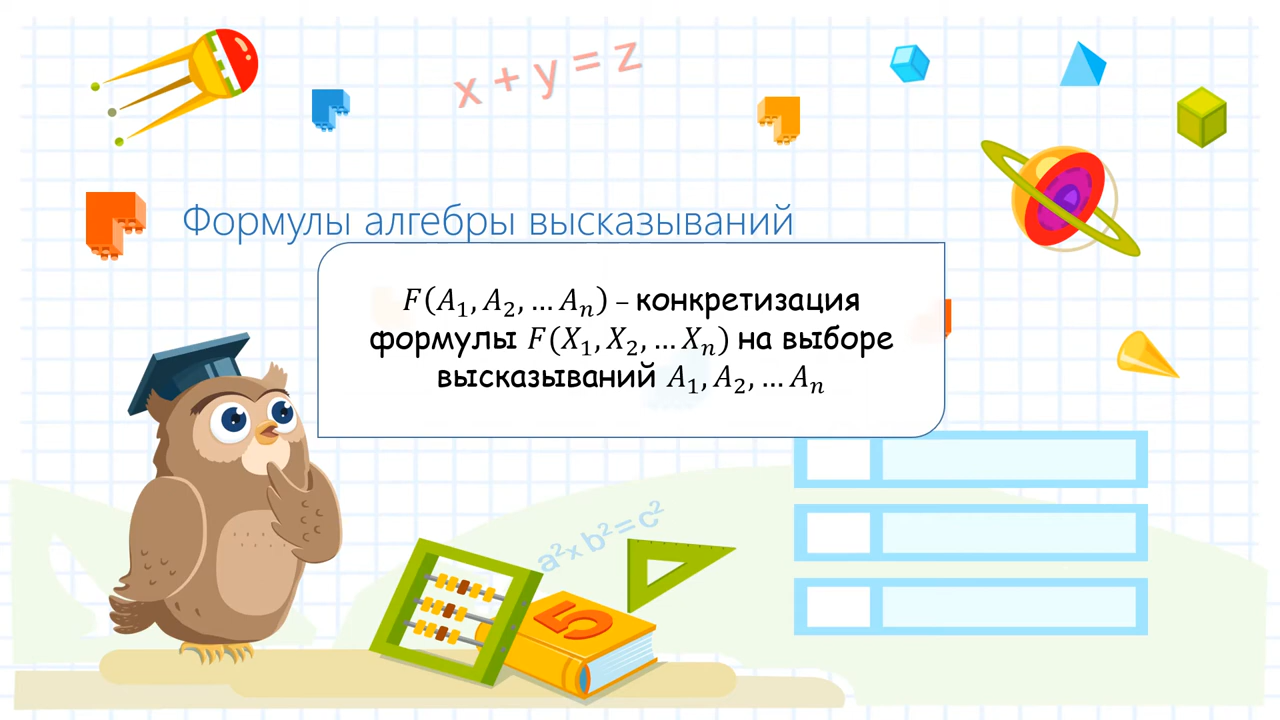 x + y = z
Формулы алгебры высказываний
F(A₁, A₂, … Aₙ) – конкретизация
формулы F(X₁, X₂, … Xₙ) на выборе
высказываний A₁, A₂, … Aₙ
a²x b²=c²
5